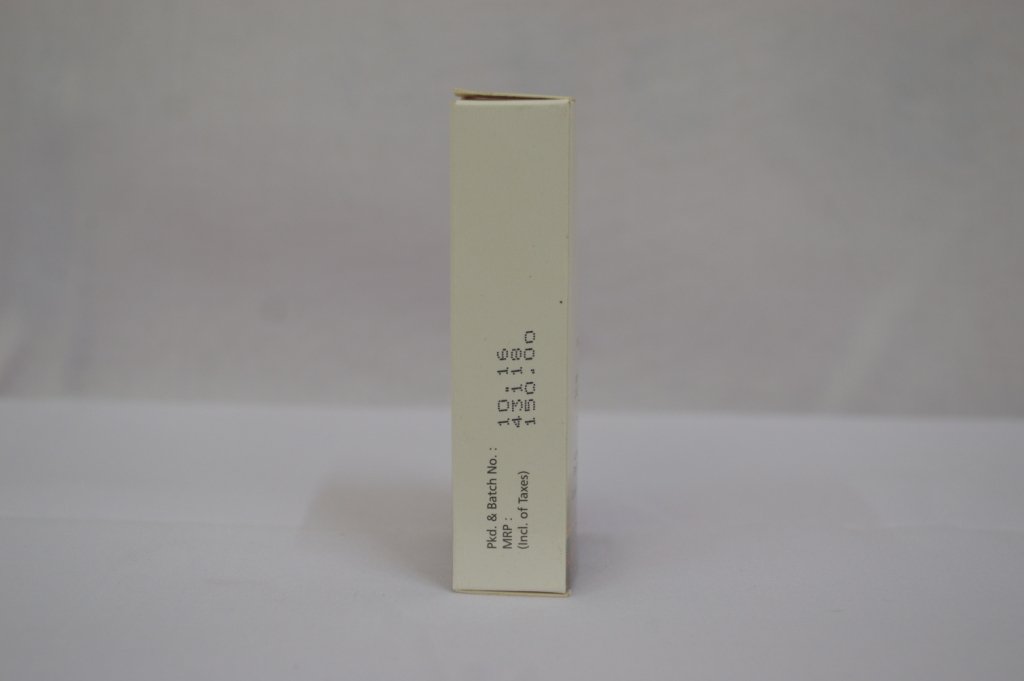 Pkd. & Batch No. :
MRP :
(Incl. of Taxes)
10.16
43118
150.00